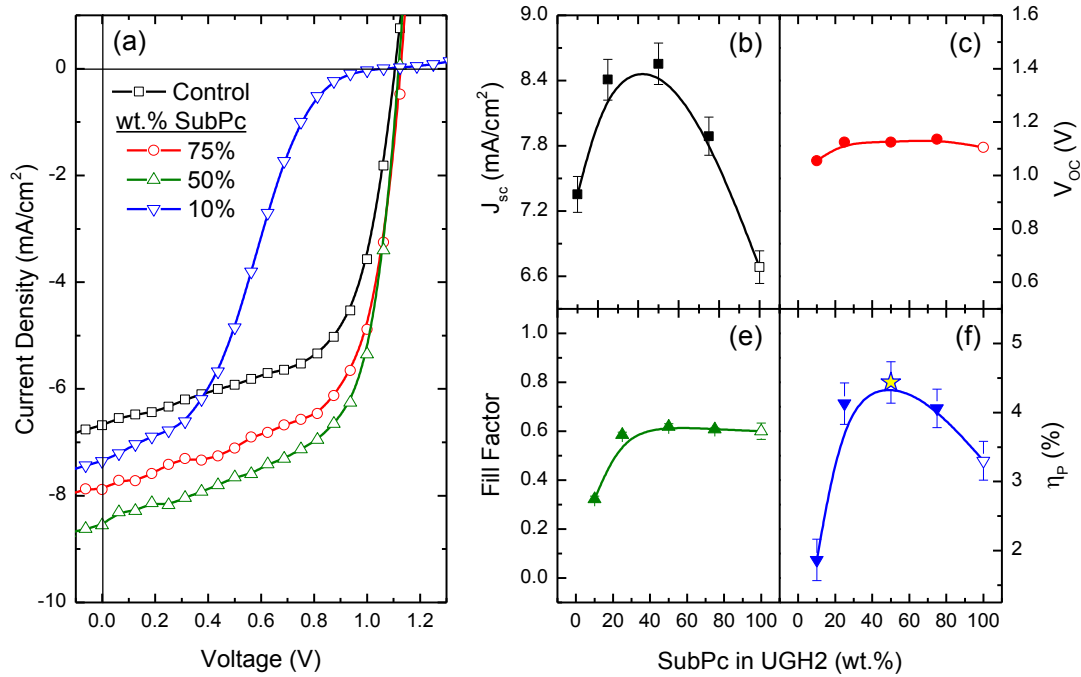 (a)
0
-2
-4
-6
-8
-10
Current Density (mA/cm²)
Control
wt.% SubPc
75%
50%
10%
0.0 0.2 0.4 0.6 0.8 1.0 1.2
Voltage (V)
(b)
9.0
8.4
7.8
7.2
6.6
J_sc (mA/cm²)
(c)
1.6
1.4
1.2
1.0
0.8
0.6
V_OC (V)
(e)
1.0
0.8
0.6
0.4
0.2
0.0
Fill Factor
0 20 40 60 80 100
(f)
5
4
3
2
η_P (%)
0 20 40 60 80 100
SubPc in UGH2 (wt.%)